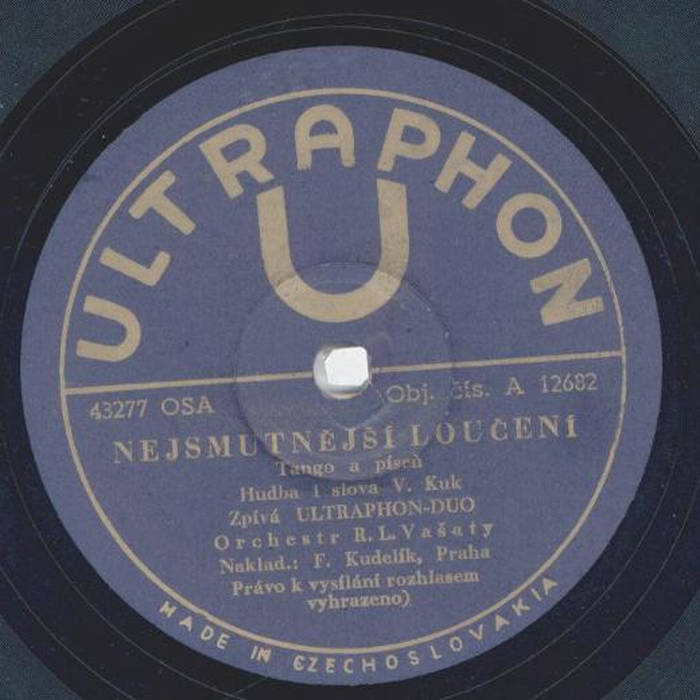 ULTRAPHON
U
43277 OSA Obj. čís. A 12682
NEJSMUTNĚJŠÍ LOUČENÍ
Tango a píseň
Hudba i slova V. Kuk
Zpívá ULTRAPHON-DUO
Orchestr R. L. Vašaty
Naklad.: F. Kudelík, Praha
Právo k vysílání rozhlasem
vyhrazeno)
MADE IN CZECHOSLOVAKIA